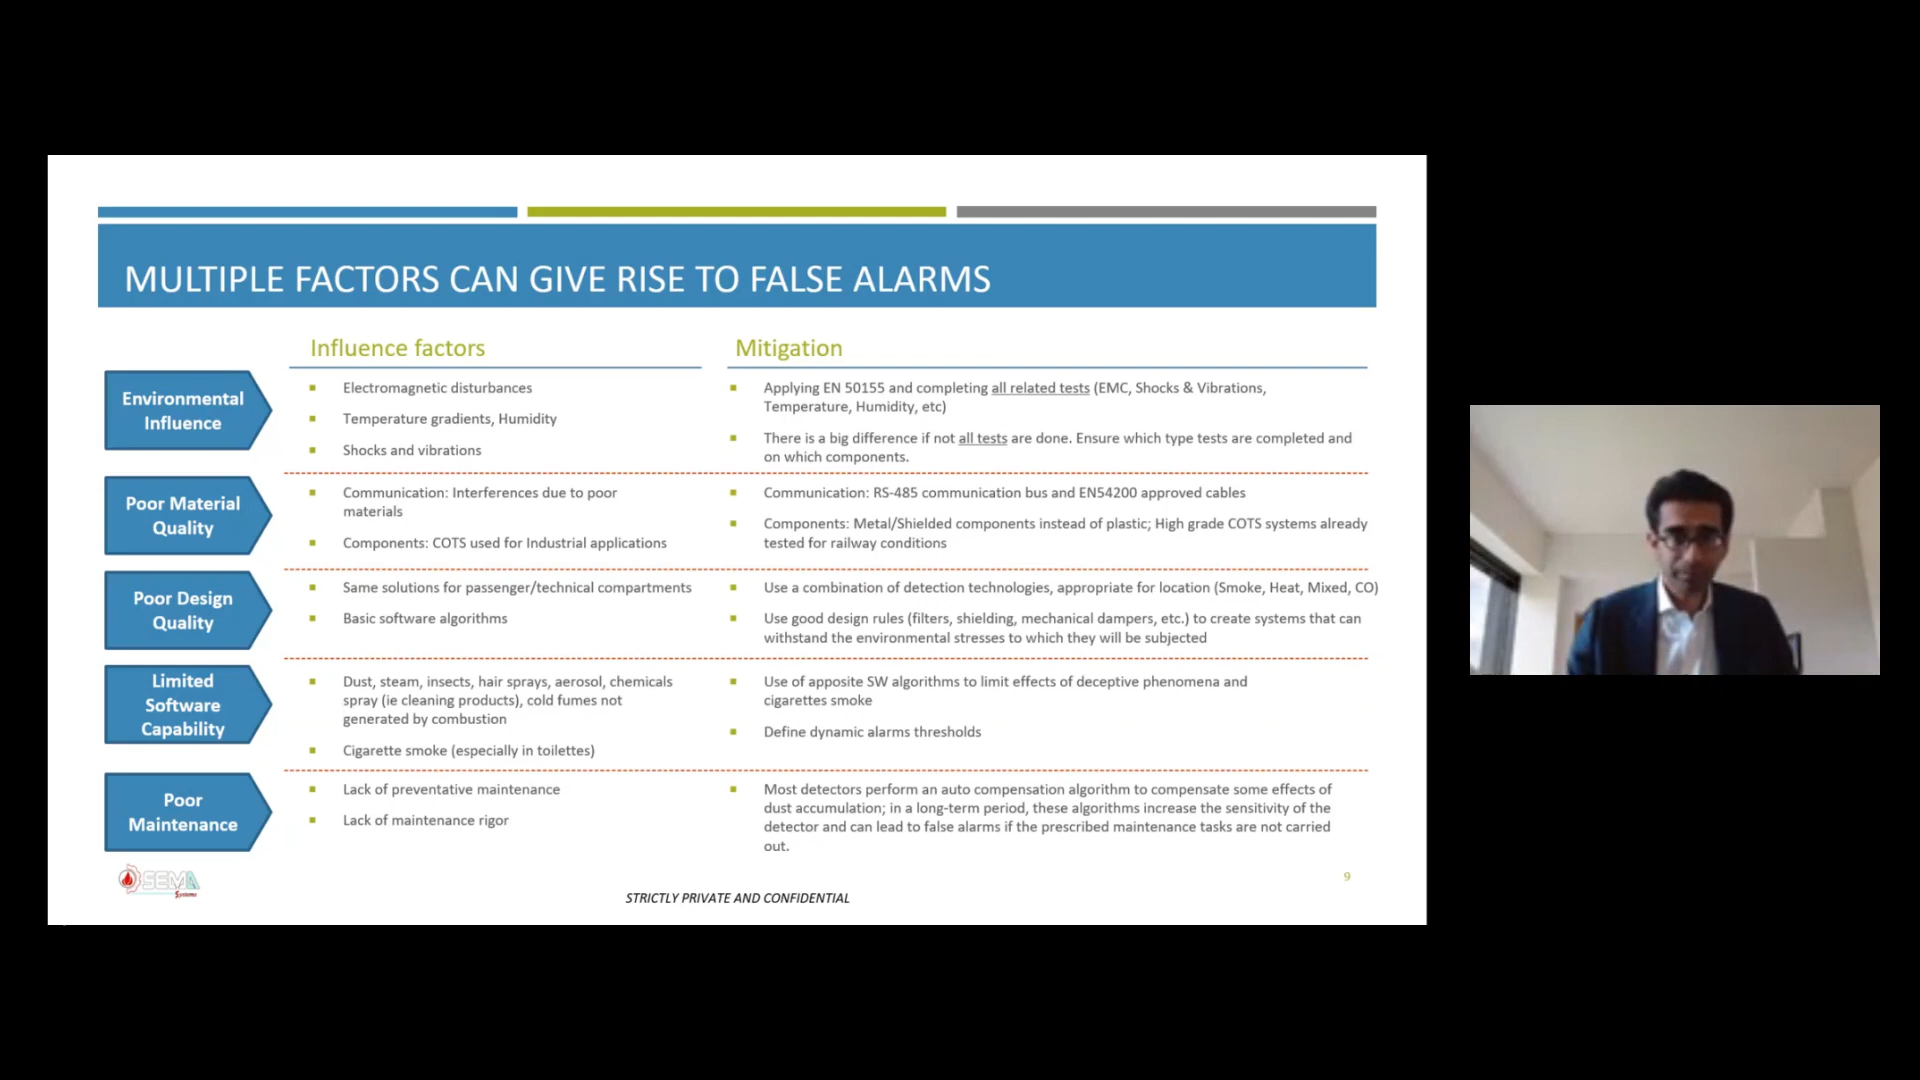 MULTIPLE FACTORS CAN GIVE RISE TO FALSE ALARMS
Influence factors
Mitigation
Environmental
Influence
Electromagnetic disturbances
Temperature gradients, Humidity
Shocks and vibrations
Applying EN 50155 and completing all related tests (EMC, Shocks & Vibrations,
Temperature, Humidity, etc)
There is a big difference if not all tests are done. Ensure which type tests are completed and
on which components.
Poor Material
Quality
Communication: Interferences due to poor
materials
Components: COTS used for Industrial applications
Communication: RS-485 communication bus and EN54200 approved cables
Components: Metal/Shielded components instead of plastic; High grade COTS systems already
tested for railway conditions
Poor Design
Quality
Same solutions for passenger/technical compartments
Basic software algorithms
Use a combination of detection technologies, appropriate for location (Smoke, Heat, Mixed, CO)
Use good design rules (filters, shielding, mechanical dampers, etc.) to create systems that can
withstand the environmental stresses to which they will be subjected
Limited
Software
Capability
Dust, steam, insects, hair sprays, aerosol, chemicals
spray (ie cleaning products), cold fumes not
generated by combustion
Cigarette smoke (especially in toilettes)
Use of apposite SW algorithms to limit effects of deceptive phenomena and
cigarettes smoke
Define dynamic alarms thresholds
Poor
Maintenance
Lack of preventative maintenance
Lack of maintenance rigor
Most detectors perform an auto compensation algorithm to compensate some effects of
dust accumulation; in a long-term period, these algorithms increase the sensitivity of the
detector and can lead to false alarms if the prescribed maintenance tasks are not carried
out.
SEMA
Systems
9
STRICTLY PRIVATE AND CONFIDENTIAL